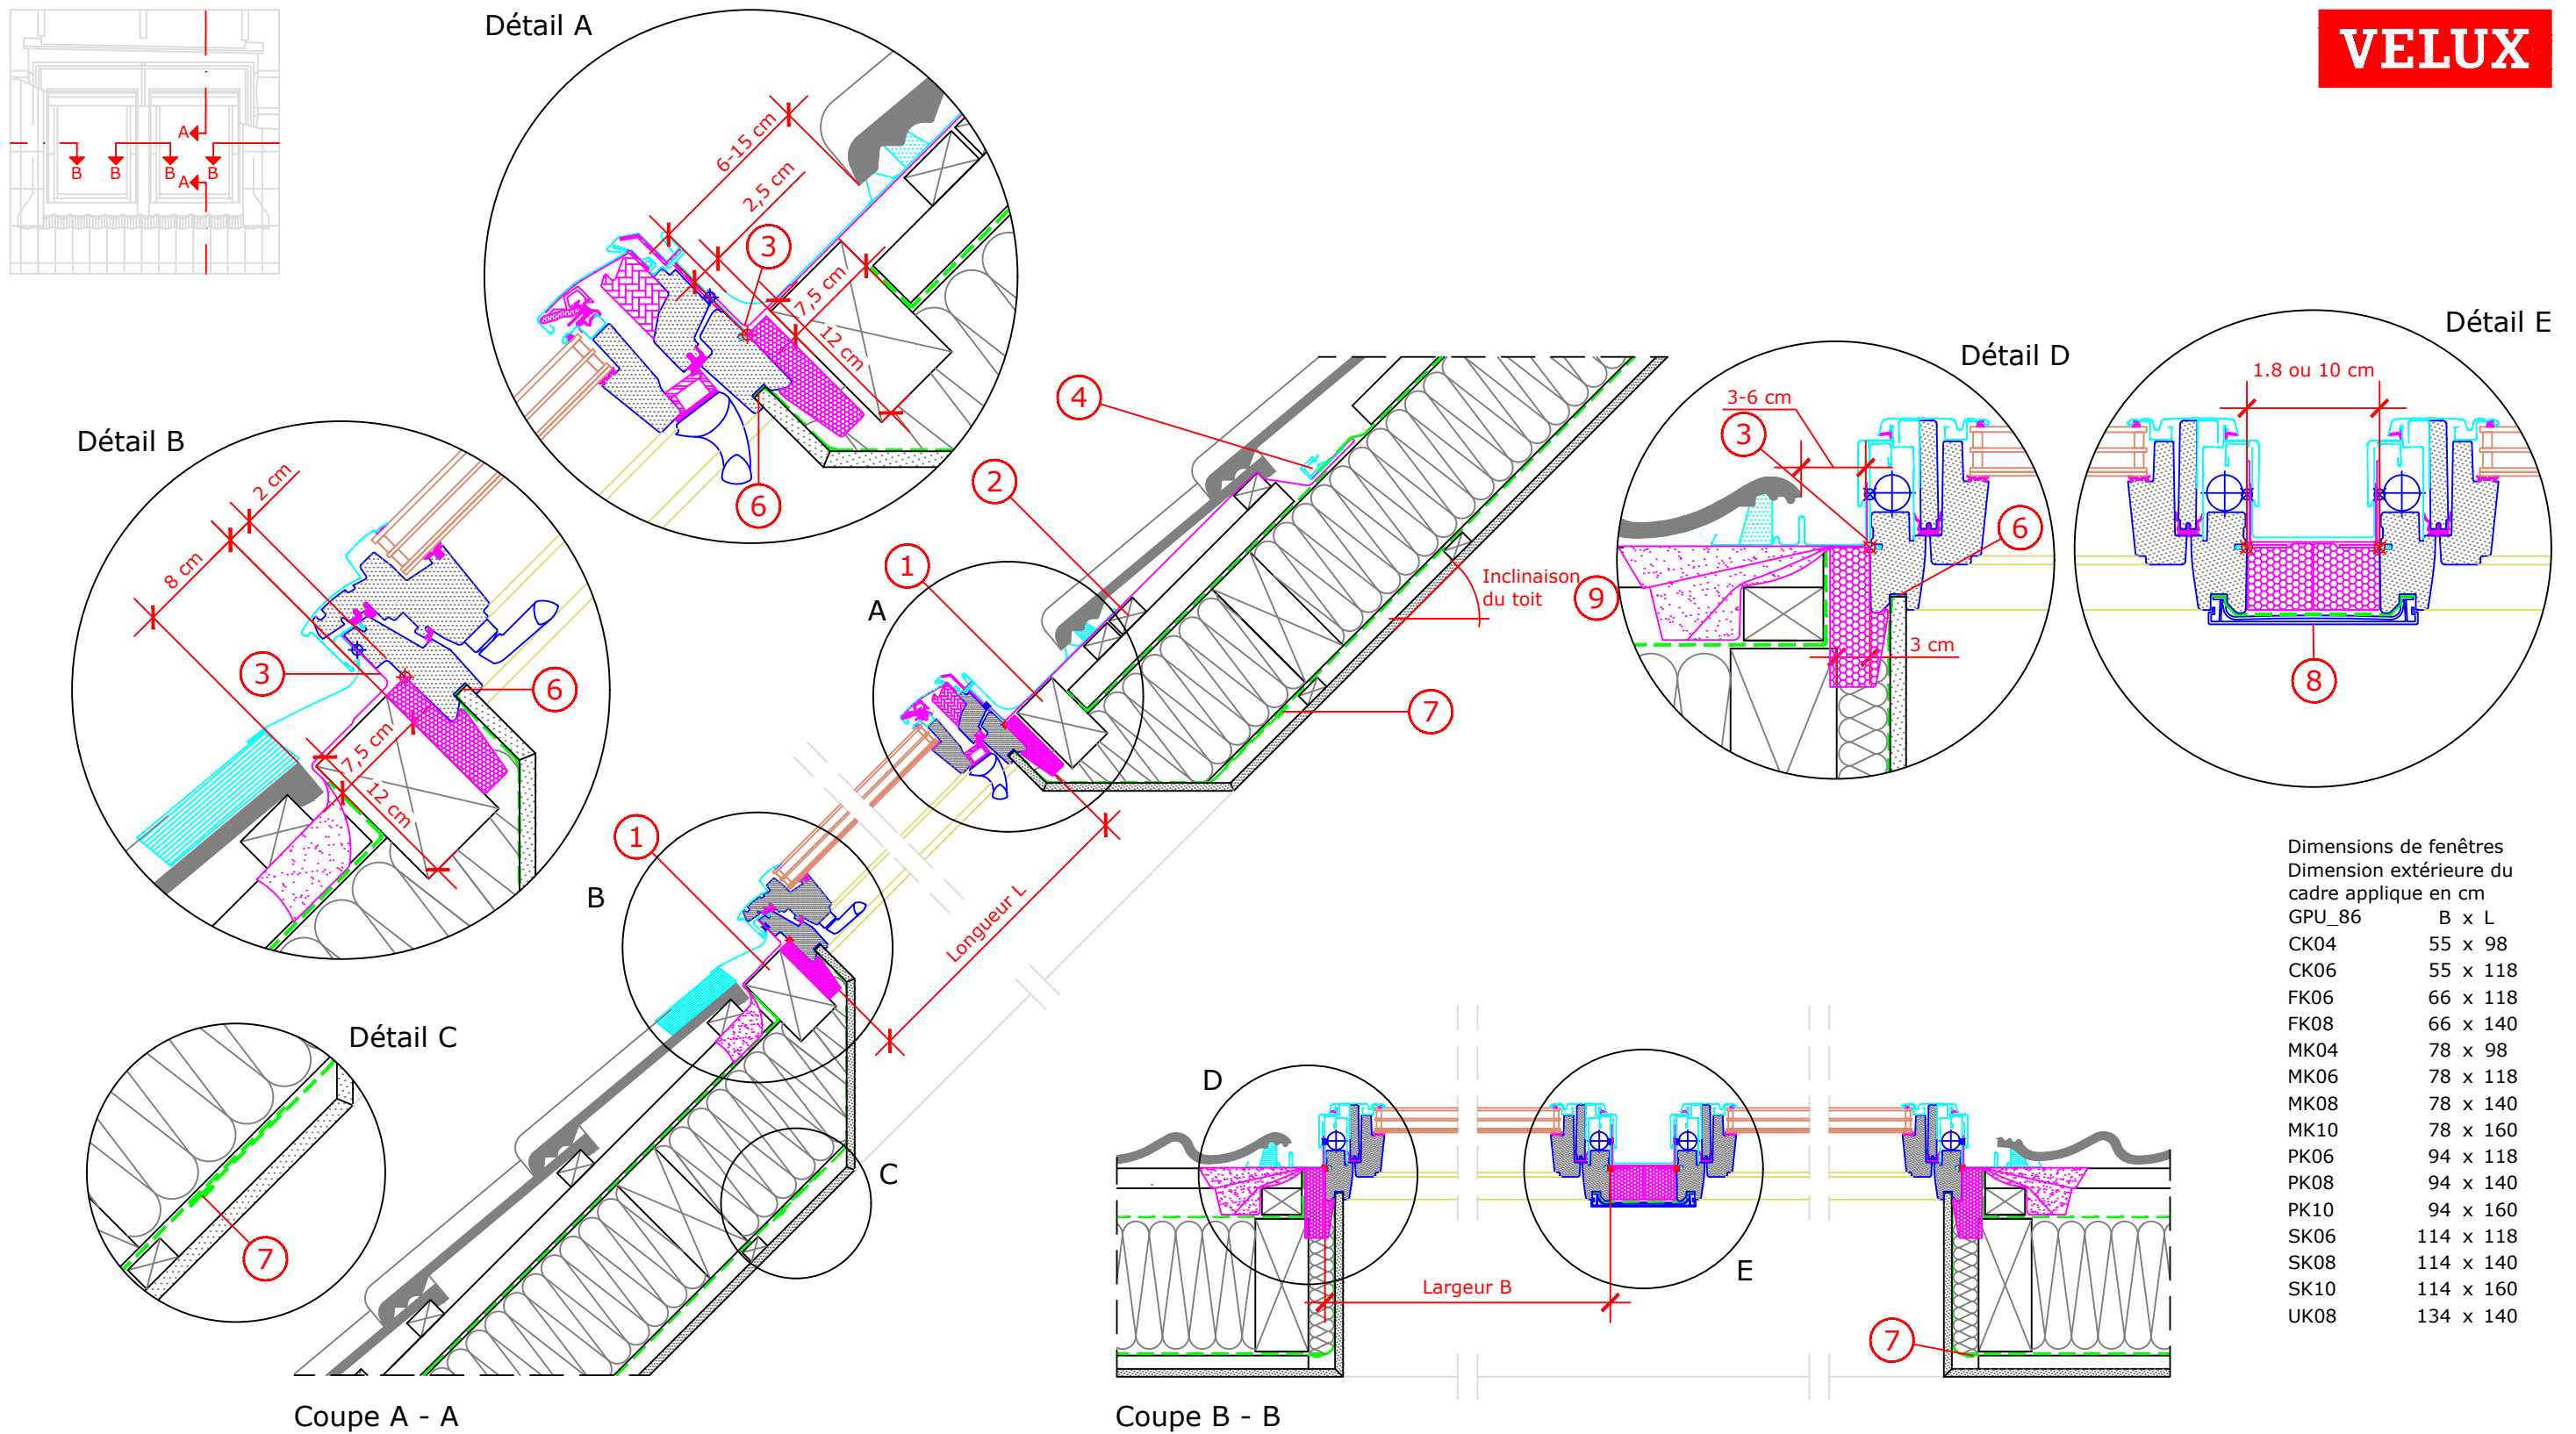 Détail A
VELUX
A
B
B
B
A
B
6-15 cm
2,5 cm
3
7,5 cm
12 cm
6
Détail B
2 cm
8 cm
3
6
7,5 cm
12 cm
4
2
1
A
Inclinaison
du toit
9
7
Détail D
3-6 cm
3
6
3 cm
Détail E
1.8 ou 10 cm
8
1
B
Longueur L
Détail C
7
C
Coupe A - A
D
E
Largeur B
7
Coupe B - B
Dimensions de fenêtres
Dimension extérieure du
cadre applique en cm
GPU_86 B x L
CK04 55 x 98
CK06 55 x 118
FK06 66 x 118
FK08 66 x 140
MK04 78 x 98
MK06 78 x 118
MK08 78 x 140
MK10 78 x 160
PK06 94 x 118
PK08 94 x 140
PK10 94 x 160
SK06 114 x 118
SK08 114 x 140
SK10 114 x 160
UK08 134 x 140